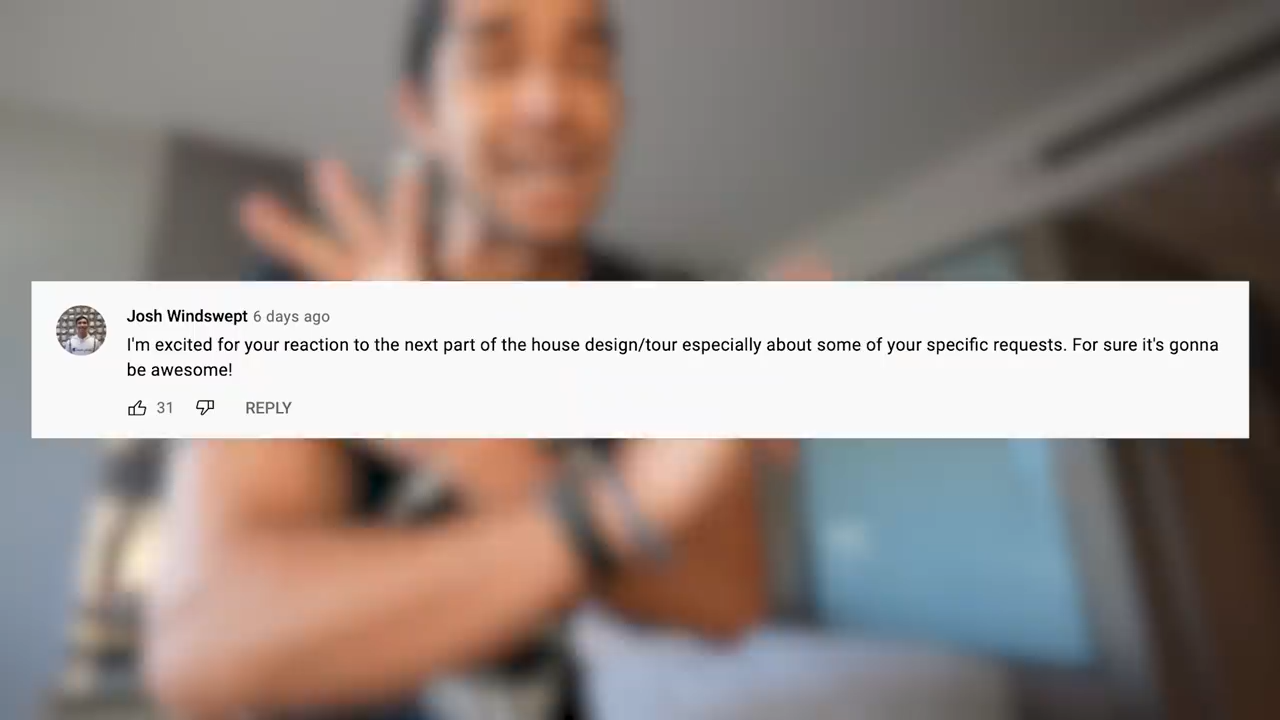 Josh Windswept 6 days ago
I'm excited for your reaction to the next part of the house design/tour especially about some of your specific requests. For sure it's gonna
be awesome!
31 REPLY